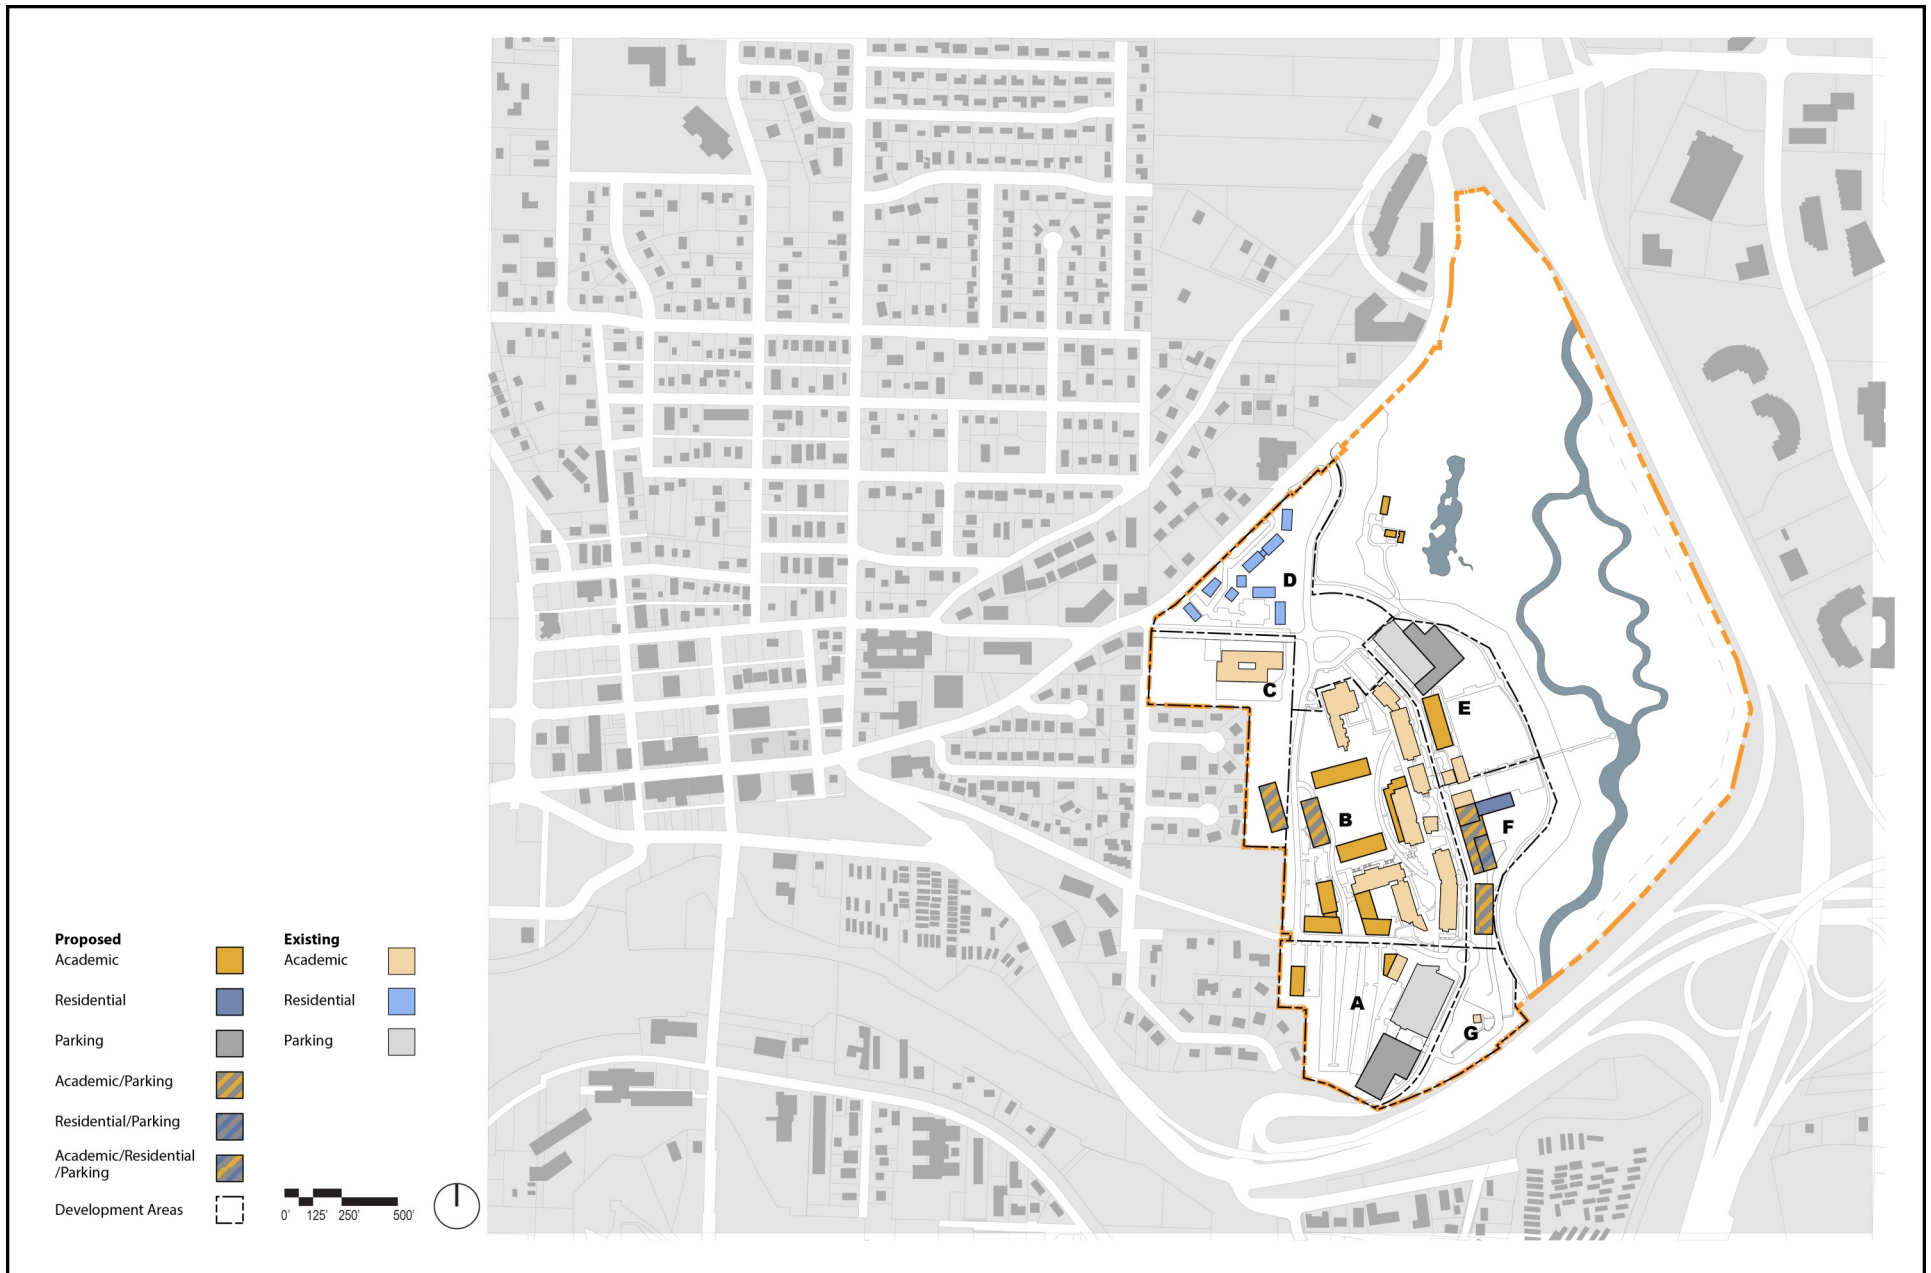 D
C
E
B
F
A
G
Proposed
Academic
Residential
Parking
Academic/Parking
Residential/Parking
Academic/Residential
/Parking
Development Areas
Existing
Academic
Residential
Parking
0' 125' 250' 500'